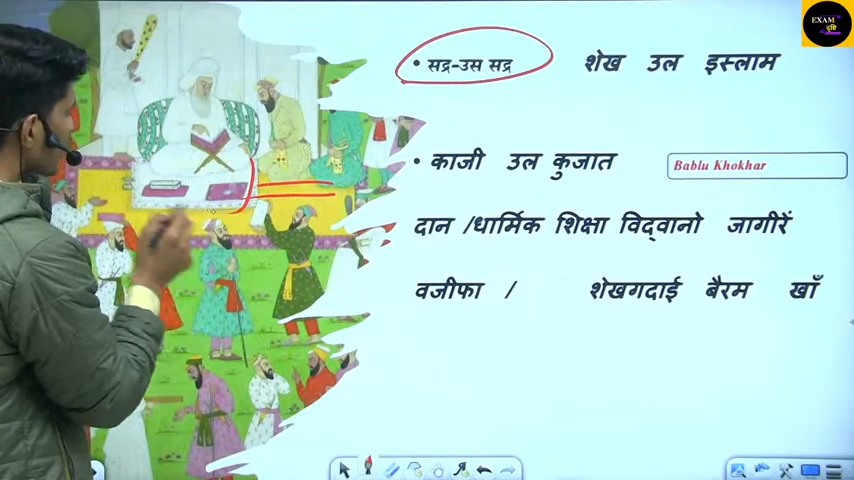 EXAM
दृष्टि
• सद्र-उस सद्र शेख उल इस्लाम
• काजी उल कुजात
Bablu Khokhar
दान /धार्मिक शिक्षा विद्वानो जागीरें
वजीफा / शेखगदाई बैरम खाँ